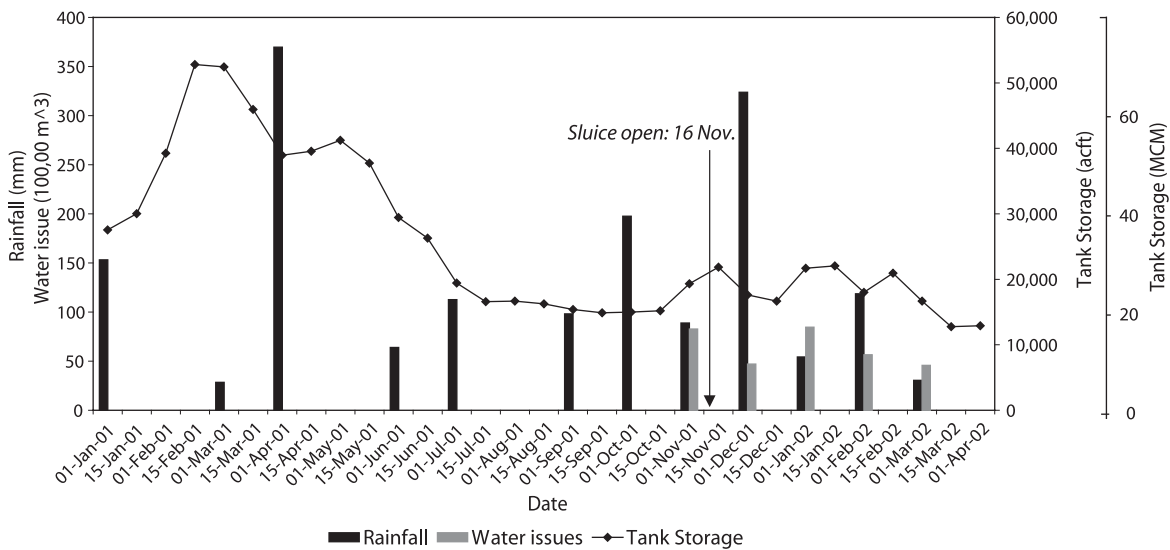 400
350
300
250
200
150
100
50
0
Rainfall (mm)
Water issue (100,00 m^3)
Sluice open: 16 Nov.
60,000
50,000
40,000
30,000
20,000
10,000
0
Tank Storage (acft)
60
40
20
0
Tank Storage (MCM)
01-Jan-01
15-Jan-01
01-Feb-01
15-Feb-01
01-Mar-01
15-Mar-01
01-Apr-01
15-Apr-01
01-May-01
15-May-01
01-Jun-01
15-Jun-01
01-Jul-01
15-Jul-01
01-Aug-01
15-Aug-01
01-Sep-01
15-Sep-01
01-Oct-01
15-Oct-01
01-Nov-01
15-Nov-01
01-Dec-01
15-Dec-01
01-Jan-02
15-Jan-02
01-Feb-02
15-Feb-02
01-Mar-02
15-Mar-02
01-Apr-02
Date
Rainfall Water issues Tank Storage